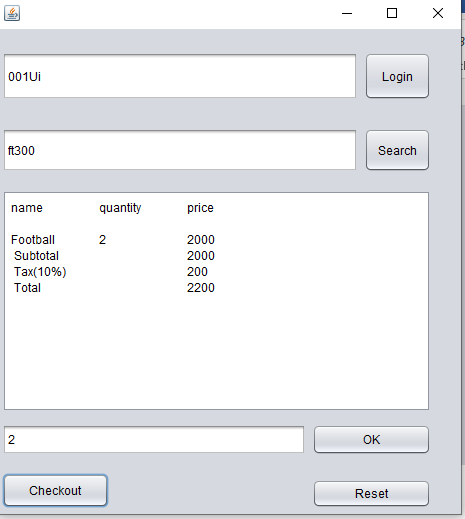 001Ui Login
ft300 Search
name quantity price
Football 2 2000
Subtotal 2000
Tax(10%) 200
Total 2200
2 OK
Checkout Reset